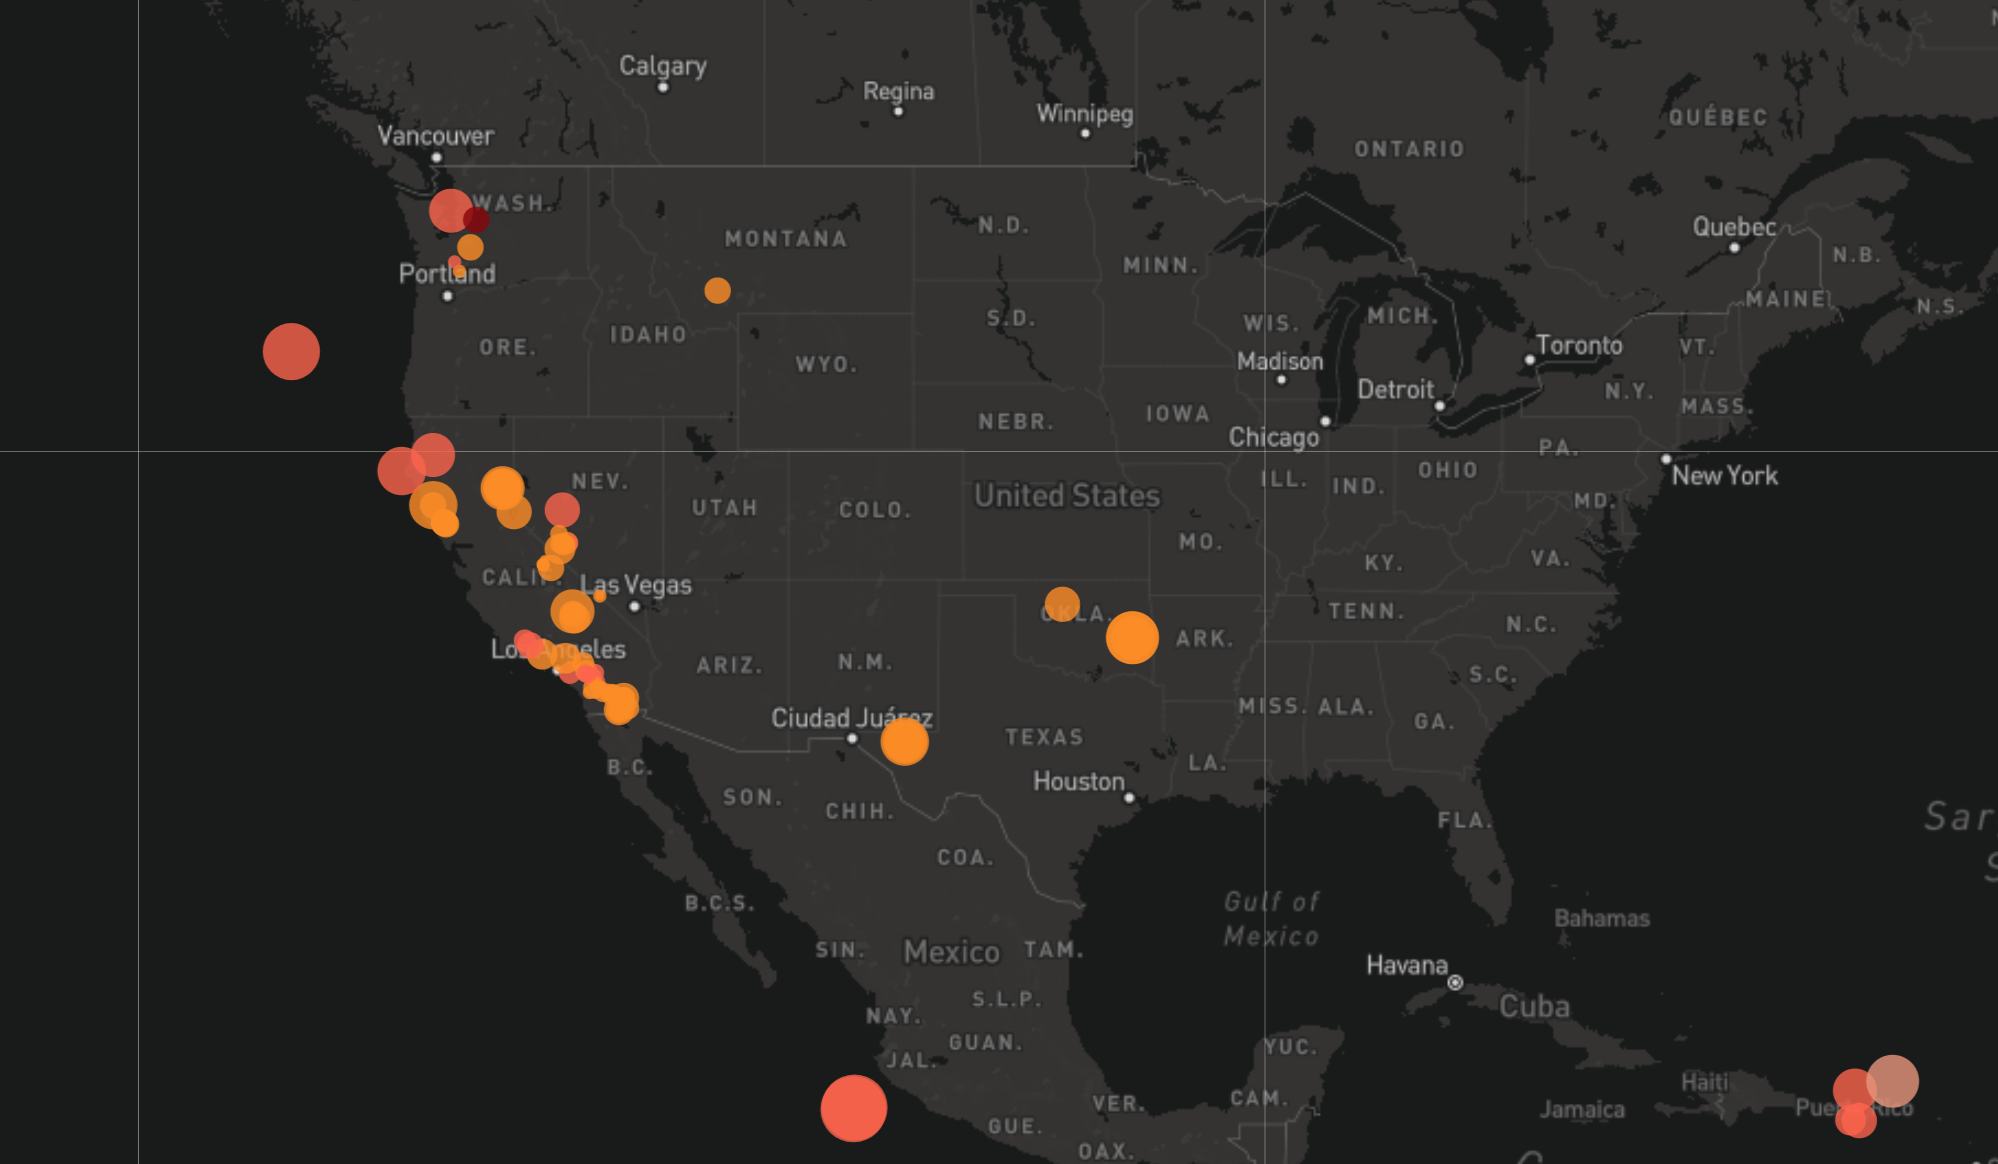 Calgary
Regina
Winnipeg
Vancouver
QUÉBEC
ONTARIO
WASH.
MONTANA
N.D.
Quebec
MINN.
N.B.
Portland
MAINE
N.S.
S.D.
WIS.
MICH.
IDAHO
ORE.
Toronto
VT.
WYO.
Madison
Detroit
N.Y.
MASS.
IOWA
NEBR.
Chicago
PA.
OHIO
New York
NEV.
ILL.
IND.
United States
MD.
UTAH
COLO.
MO.
VA.
KY.
CALIF.
Las Vegas
OKLA.
TENN.
N.C.
ARK.
Los Angeles
ARIZ.
N.M.
S.C.
MISS.
ALA.
GA.
Ciudad Juárez
TEXAS
LA.
B.C.
Houston
SON.
CHIH.
FLA.
Sar
COA.
S
B.C.S.
Gulf of
Mexico
Bahamas
SIN.
Mexico
TAM.
Havana
S.L.P.
Cuba
NAY.
GUAN.
YUC.
JAL.
Haiti
CAM.
VER.
Jamaica
Puerto Rico
GUE.
OAX.